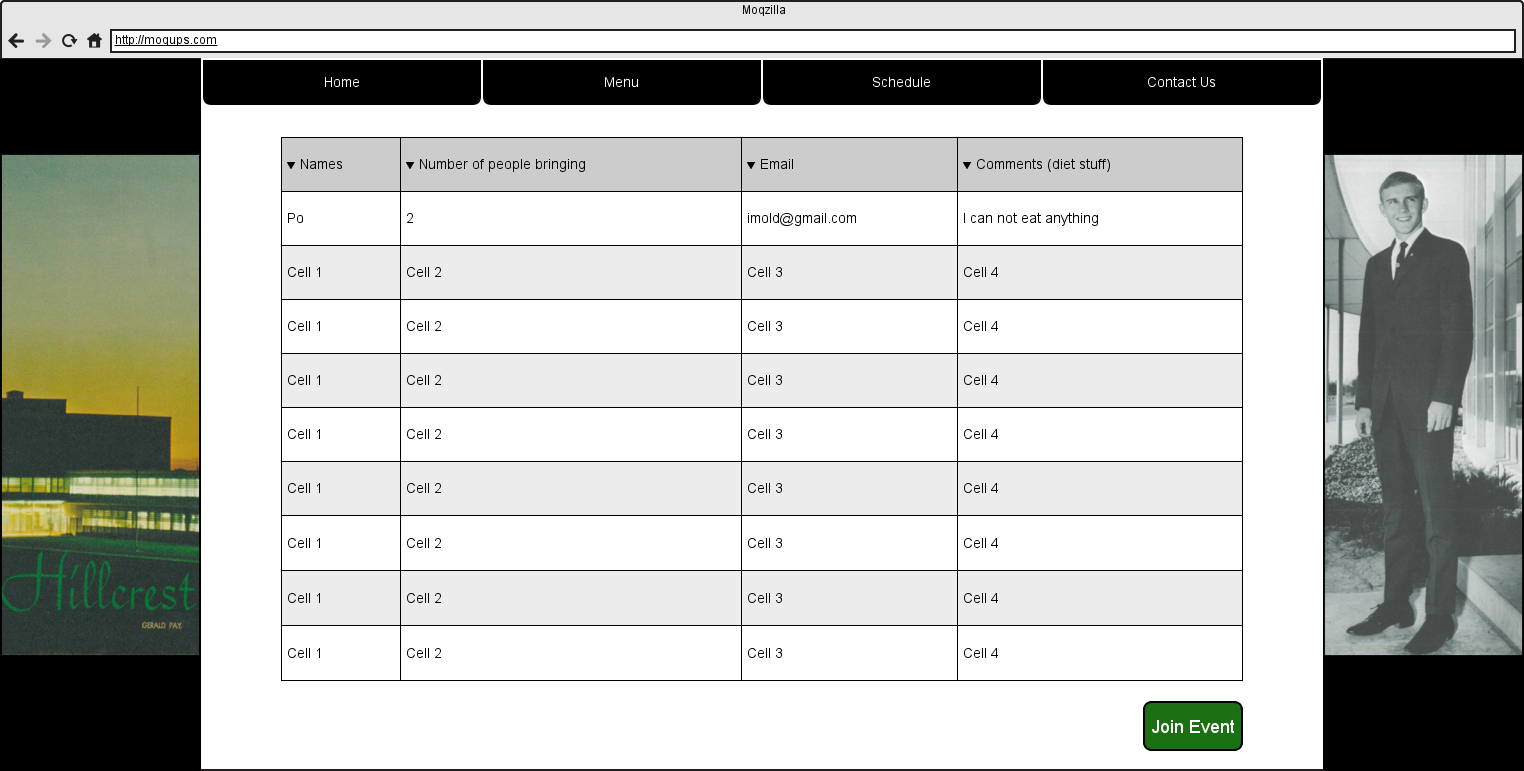 Moqzilla
http://moqups.com
Home Menu Schedule Contact Us
▼ Names ▼ Number of people bringing ▼ Email ▼ Comments (diet stuff)
Po 2 imold@gmail.com I can not eat anything
Cell 1 Cell 2 Cell 3 Cell 4
Cell 1 Cell 2 Cell 3 Cell 4
Cell 1 Cell 2 Cell 3 Cell 4
Cell 1 Cell 2 Cell 3 Cell 4
Cell 1 Cell 2 Cell 3 Cell 4
Cell 1 Cell 2 Cell 3 Cell 4
Cell 1 Cell 2 Cell 3 Cell 4
Cell 1 Cell 2 Cell 3 Cell 4
Hillcrest
GERALD PAY.
Join Event